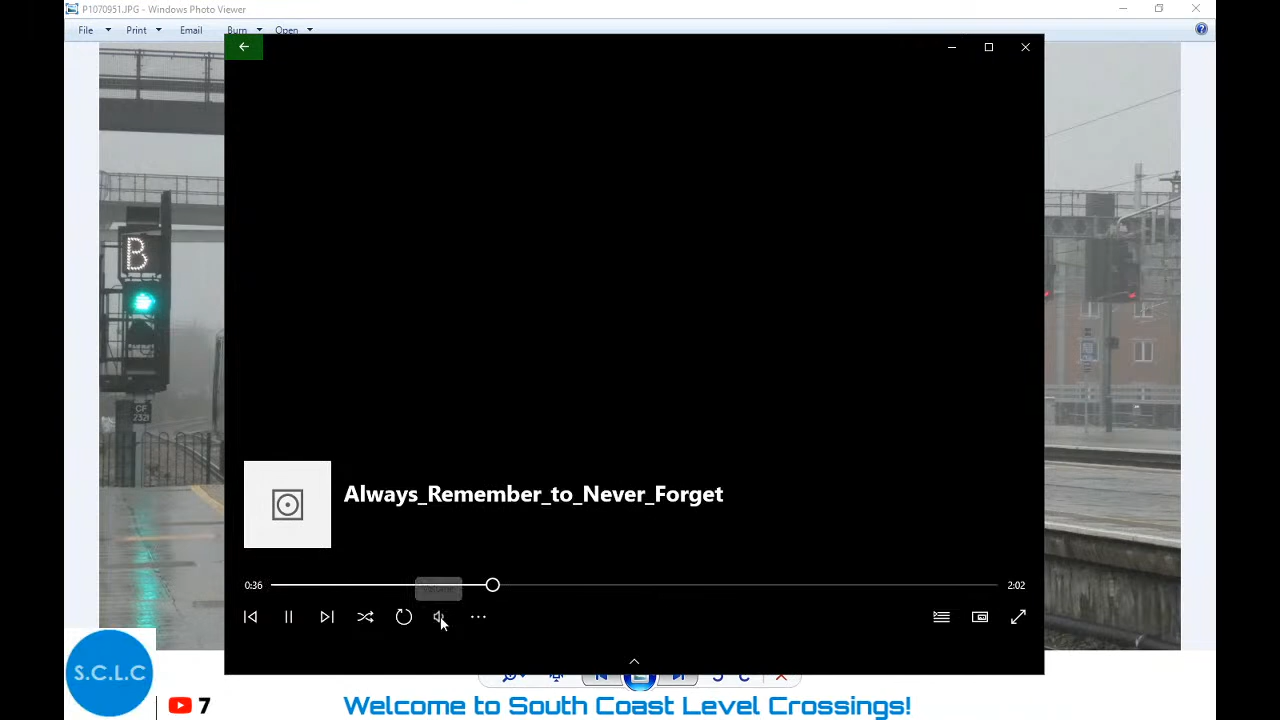 P1070951.JPG - Windows Photo Viewer
File Print Email Burn Open
B
CF
Always_Remember_to_Never_Forget
0:36
2:02
S.C.L.C
7
Welcome to South Coast Level Crossings!